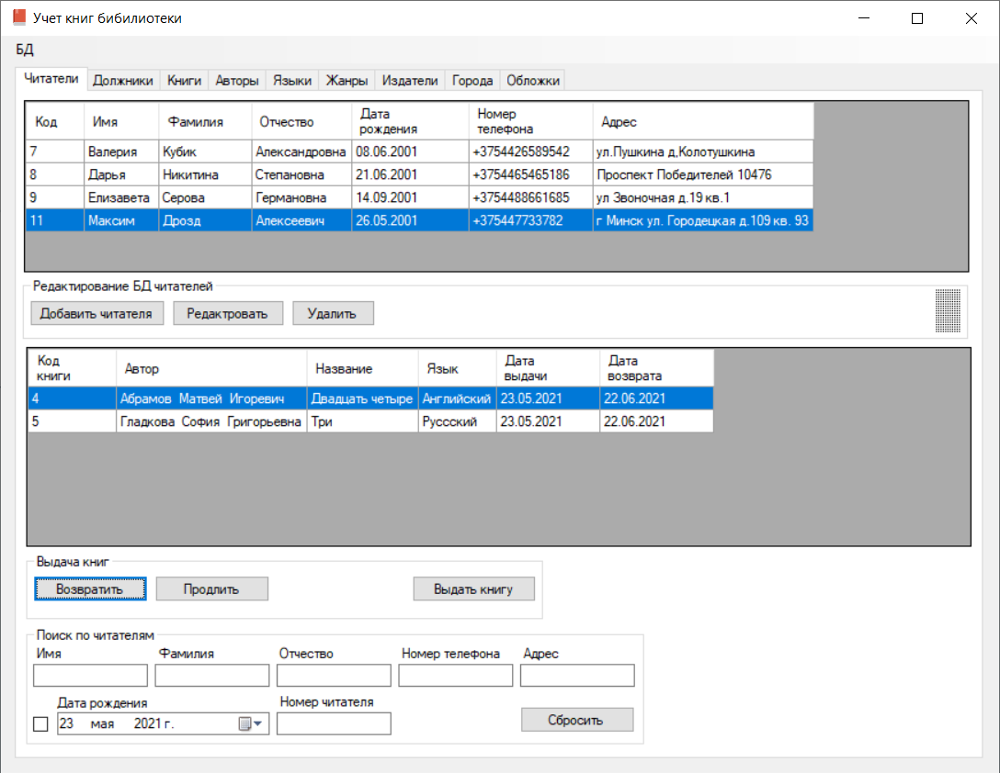 Учет книг бибилиотеки
БД
Читатели Должники Книги Авторы Языки Жанры Издатели Города Обложки
Код Имя Фамилия Отчество Дата рождения Номер телефона Адрес
7 Валерия Кубик Александровна 08.06.2001 +3754426589542 ул.Пушкина д,Колотушкина
8 Дарья Никитина Степановна 21.06.2001 +3754465465186 Проспект Победителей 10476
9 Елизавета Серова Германовна 14.09.2001 +3754488661685 ул Звоночная д.19 кв.1
11 Максим Дрозд Алексеевич 26.05.2001 +375447733782 г Минск ул. Городецкая д.109 кв. 93
Редактирование БД читателей
Добавить читателя Редактровать Удалить
Код книги Автор Название Язык Дата выдачи Дата возврата
4 Абрамов Матвей Игоревич Двадцать четыре Английский 23.05.2021 22.06.2021
5 Гладкова София Григорьевна Три Руссский 23.05.2021 22.06.2021
Выдача книг
Возвратить Продлить Выдать книгу
Поиск по читателям
Имя Фамилия Отчество Номер телефона Адрес
Дата рождения Номер читателя
23 мая 2021 г. Сбросить